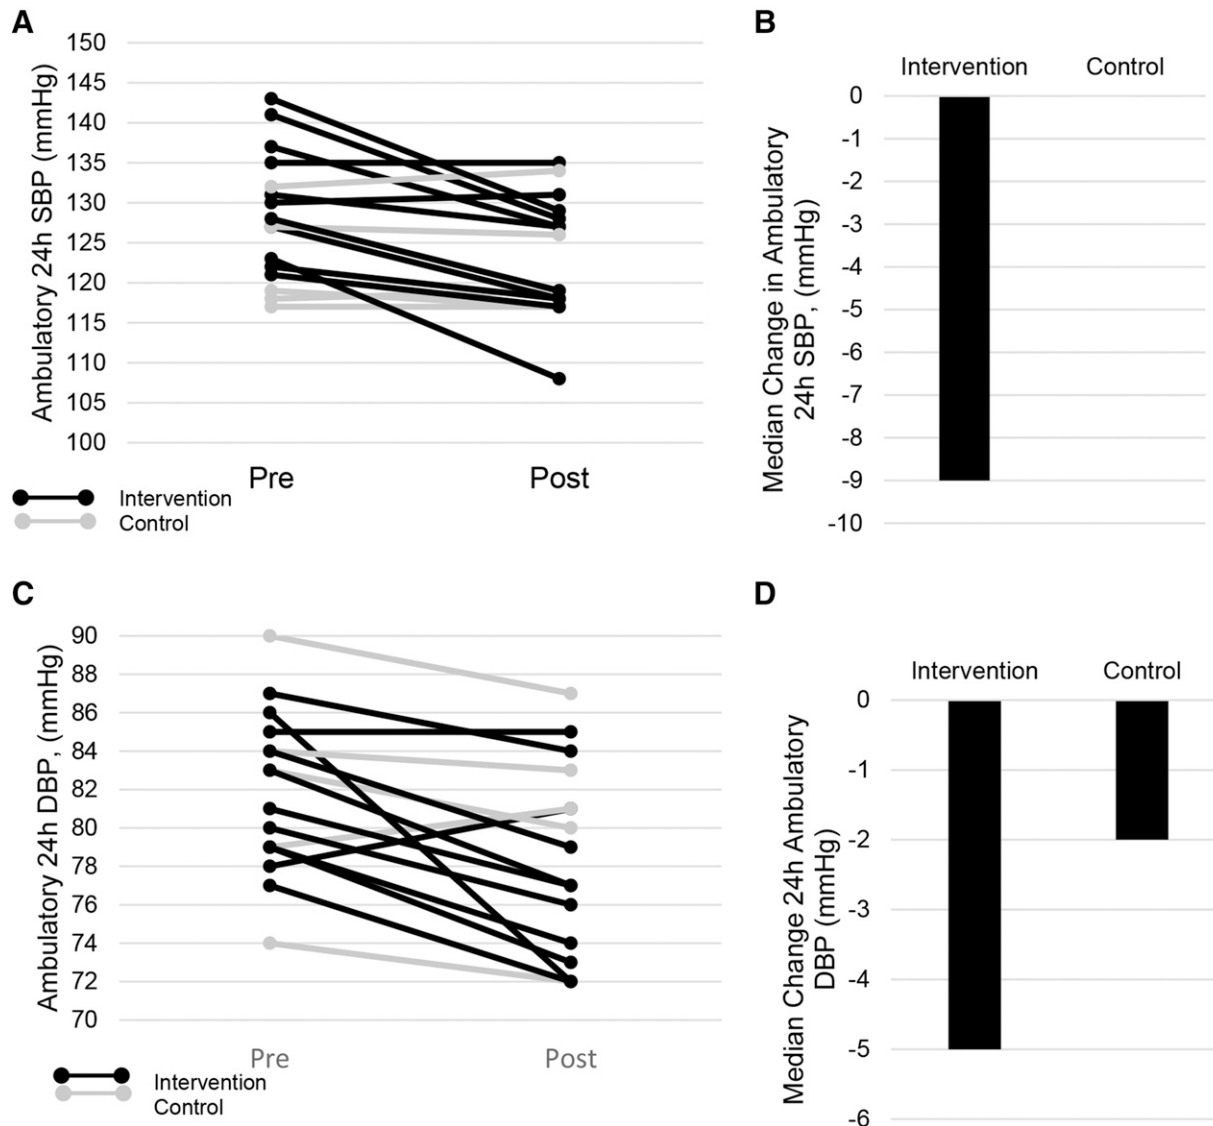 A
Ambulatory 24h SBP (mmHg)
150
145
140
135
130
125
120
115
110
105
100
Pre Post
Intervention
Control
B
Median Change in Ambulatory
24h SBP, (mmHg)
Intervention Control
0
-1
-2
-3
-4
-5
-6
-7
-8
-9
-10
C
Ambulatory 24h DBP, (mmHg)
90
88
86
84
82
80
78
76
74
72
70
Pre Post
Intervention
Control
D
Median Change 24h Ambulatory
DBP (mmHg)
Intervention Control
0
-1
-2
-3
-4
-5
-6